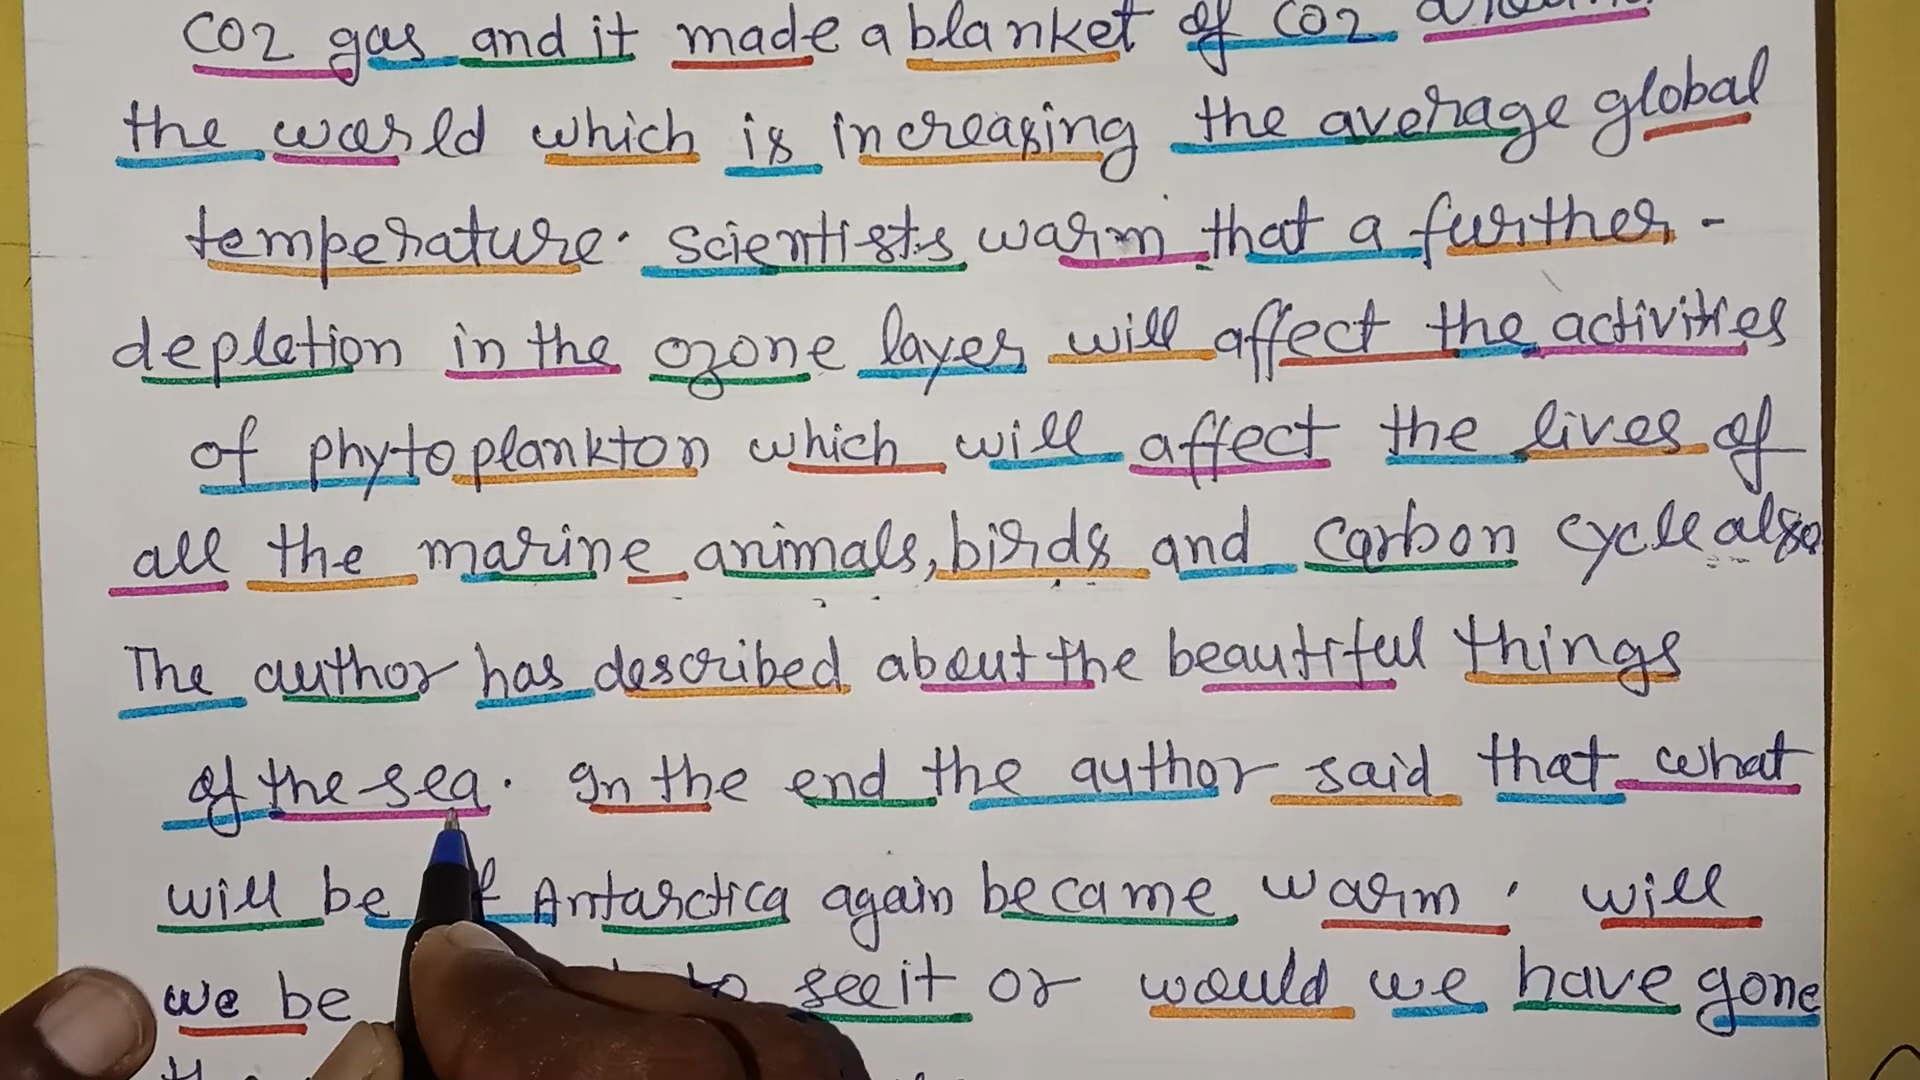 CO2 gas and it made a blanket of CO2
the world which is increasing the average global
temperature. scientists warm that a further -
depletion in the ozone layer will affect the activities
of phytoplankton which will affect the lives of
all the marine animals, birds and carbon cycle also
The author has described about the beautiful things
of the sea. In the end the author said that what
will be Antarctica again became warm. will
we be to see it or would we have gone